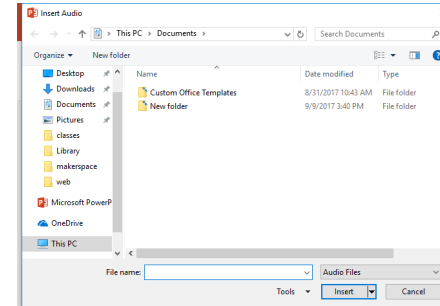 Insert Audio
This PC > Documents >
Search Documents
Organize
New folder
Name
Date modified
Type
Desktop
Downloads
Documents
Pictures
classes
Library
makerspace
web
Microsoft PowerP
OneDrive
This PC
Custom Office Templates
8/31/2017 10:43 AM
File folder
New folder
9/9/2017 3:40 PM
File folder
File name:
Audio Files
Tools
Insert
Cancel